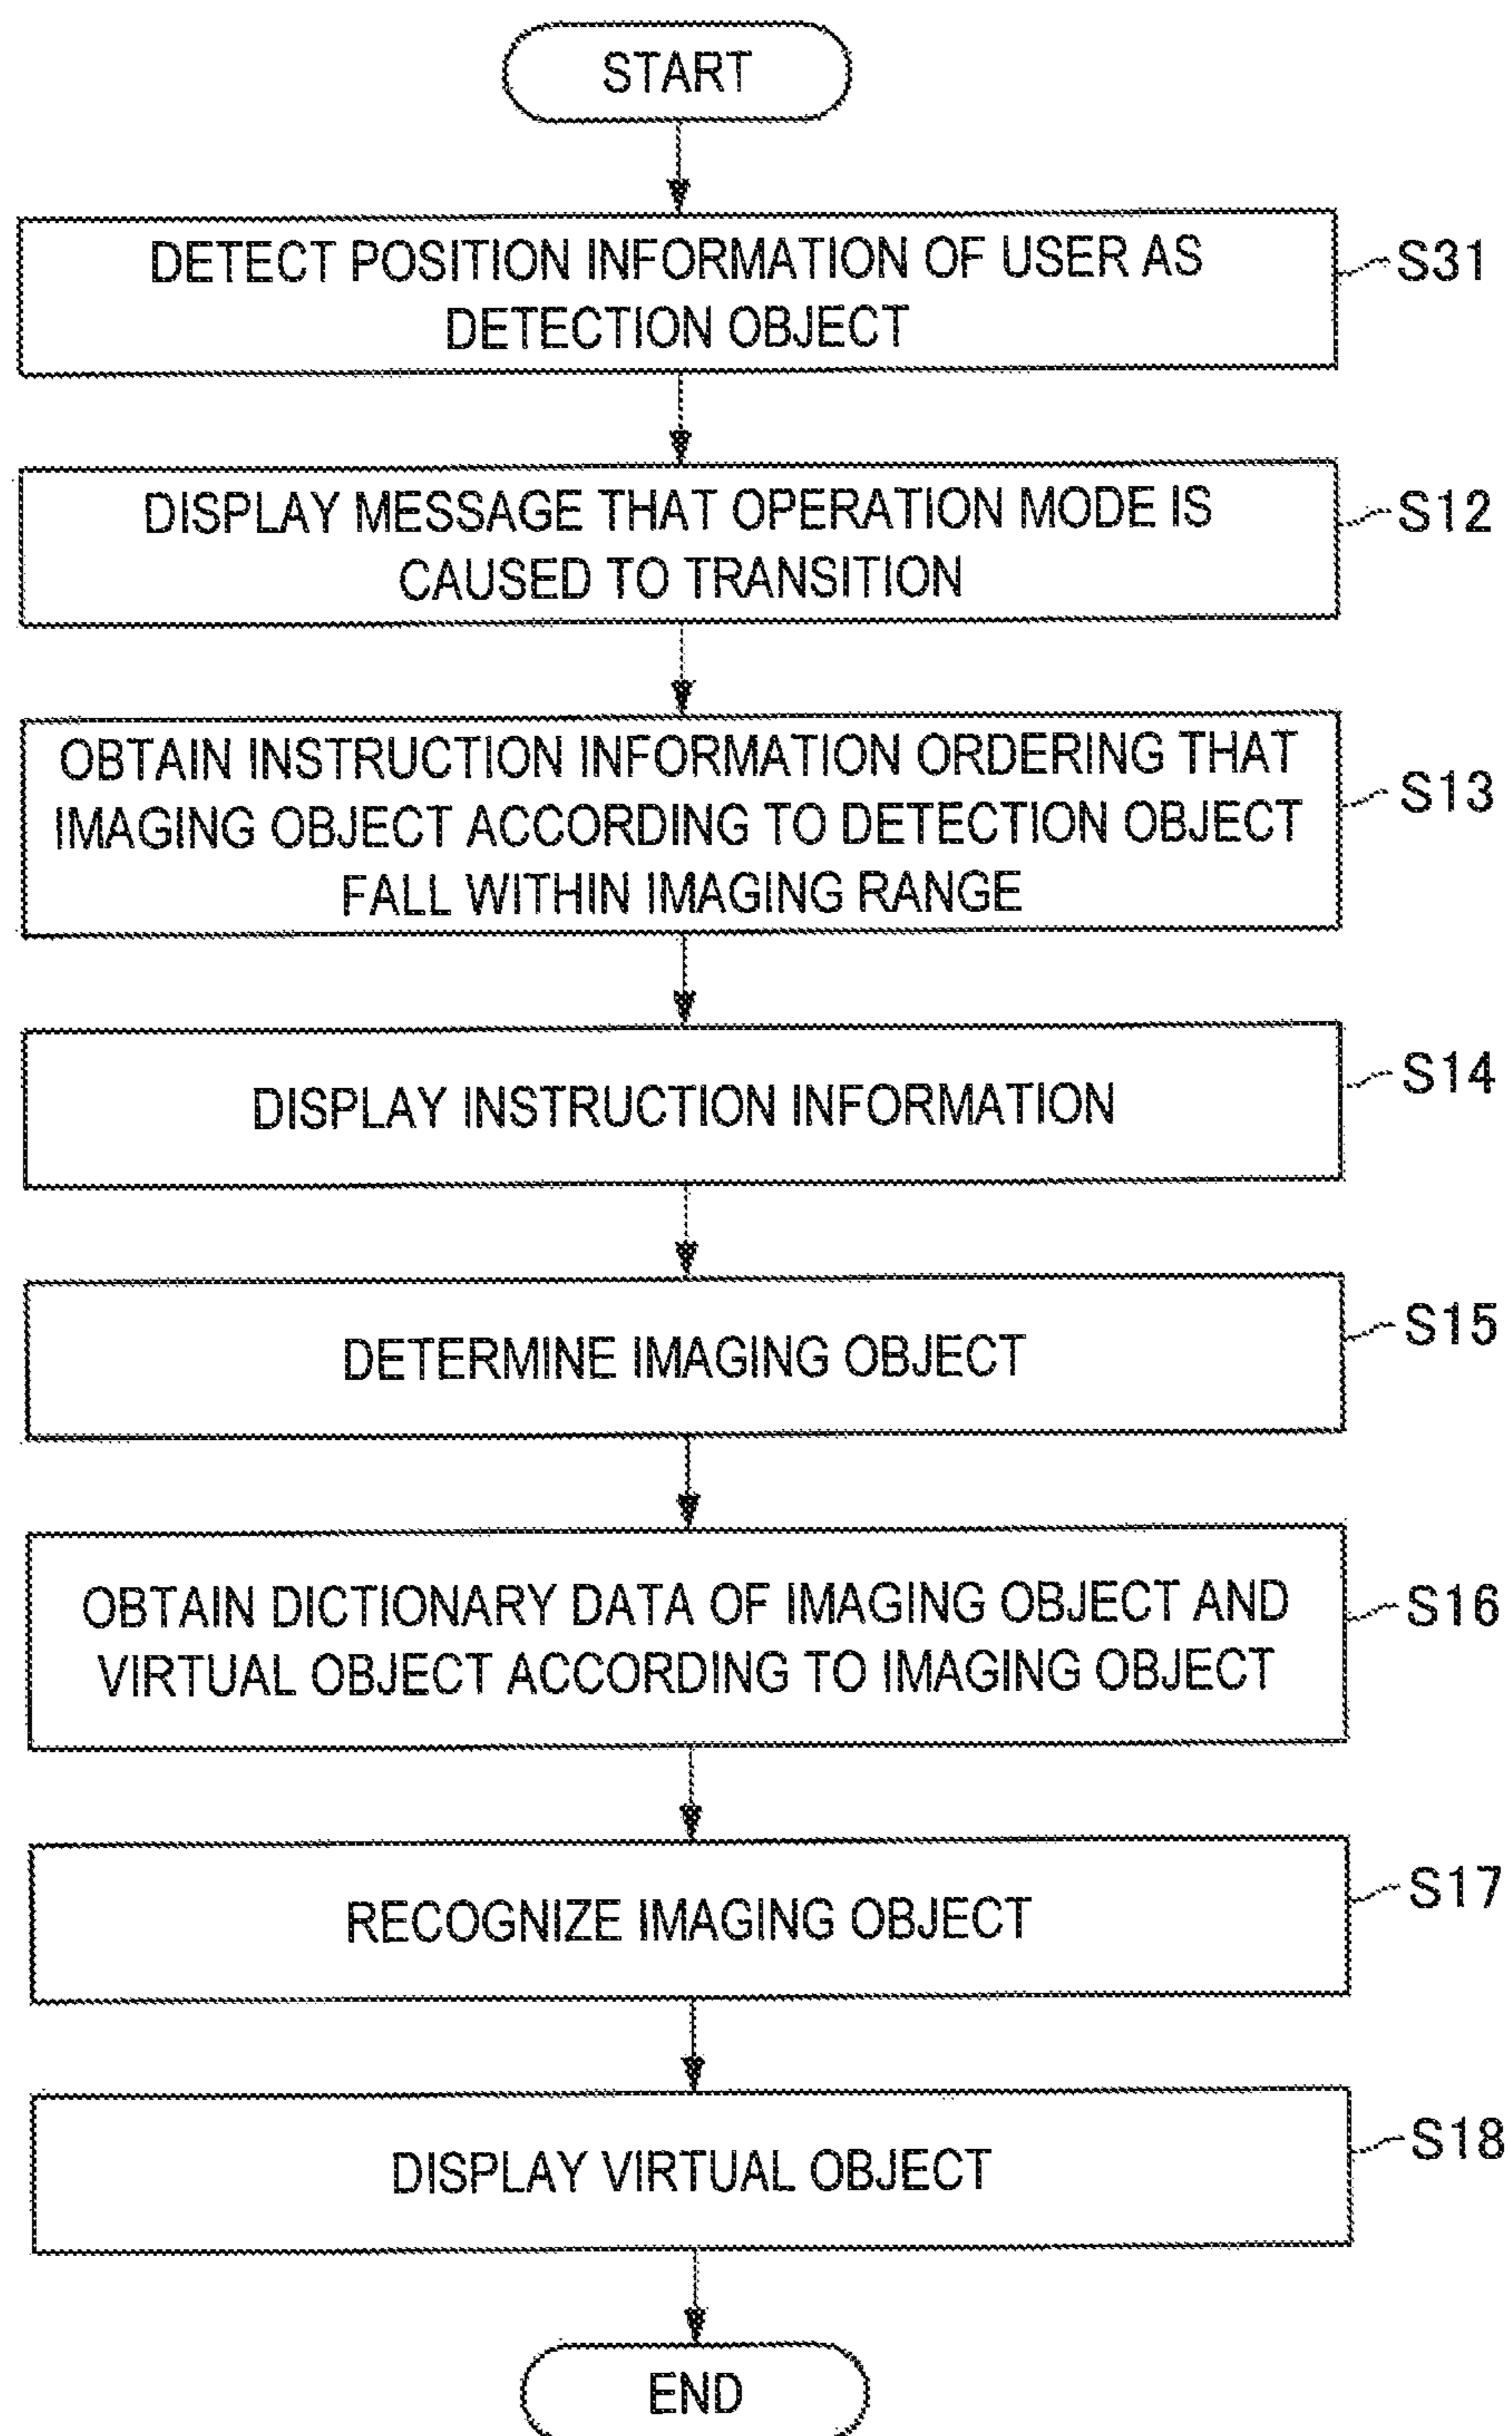 START
DETECT POSITION INFORMATION OF USER AS
DETECTION OBJECT
S31
DISPLAY MESSAGE THAT OPERATION MODE IS
CAUSED TO TRANSITION
S12
OBTAIN INSTRUCTION INFORMATION ORDERING THAT
IMAGING OBJECT ACCORDING TO DETECTION OBJECT
FALL WITHIN IMAGING RANGE
S13
DISPLAY INSTRUCTION INFORMATION
S14
DETERMINE IMAGING OBJECT
S15
OBTAIN DICTIONARY DATA OF IMAGING OBJECT AND
VIRTUAL OBJECT ACCORDING TO IMAGING OBJECT
S16
RECOGNIZE IMAGING OBJECT
S17
DISPLAY VIRTUAL OBJECT
S18
END